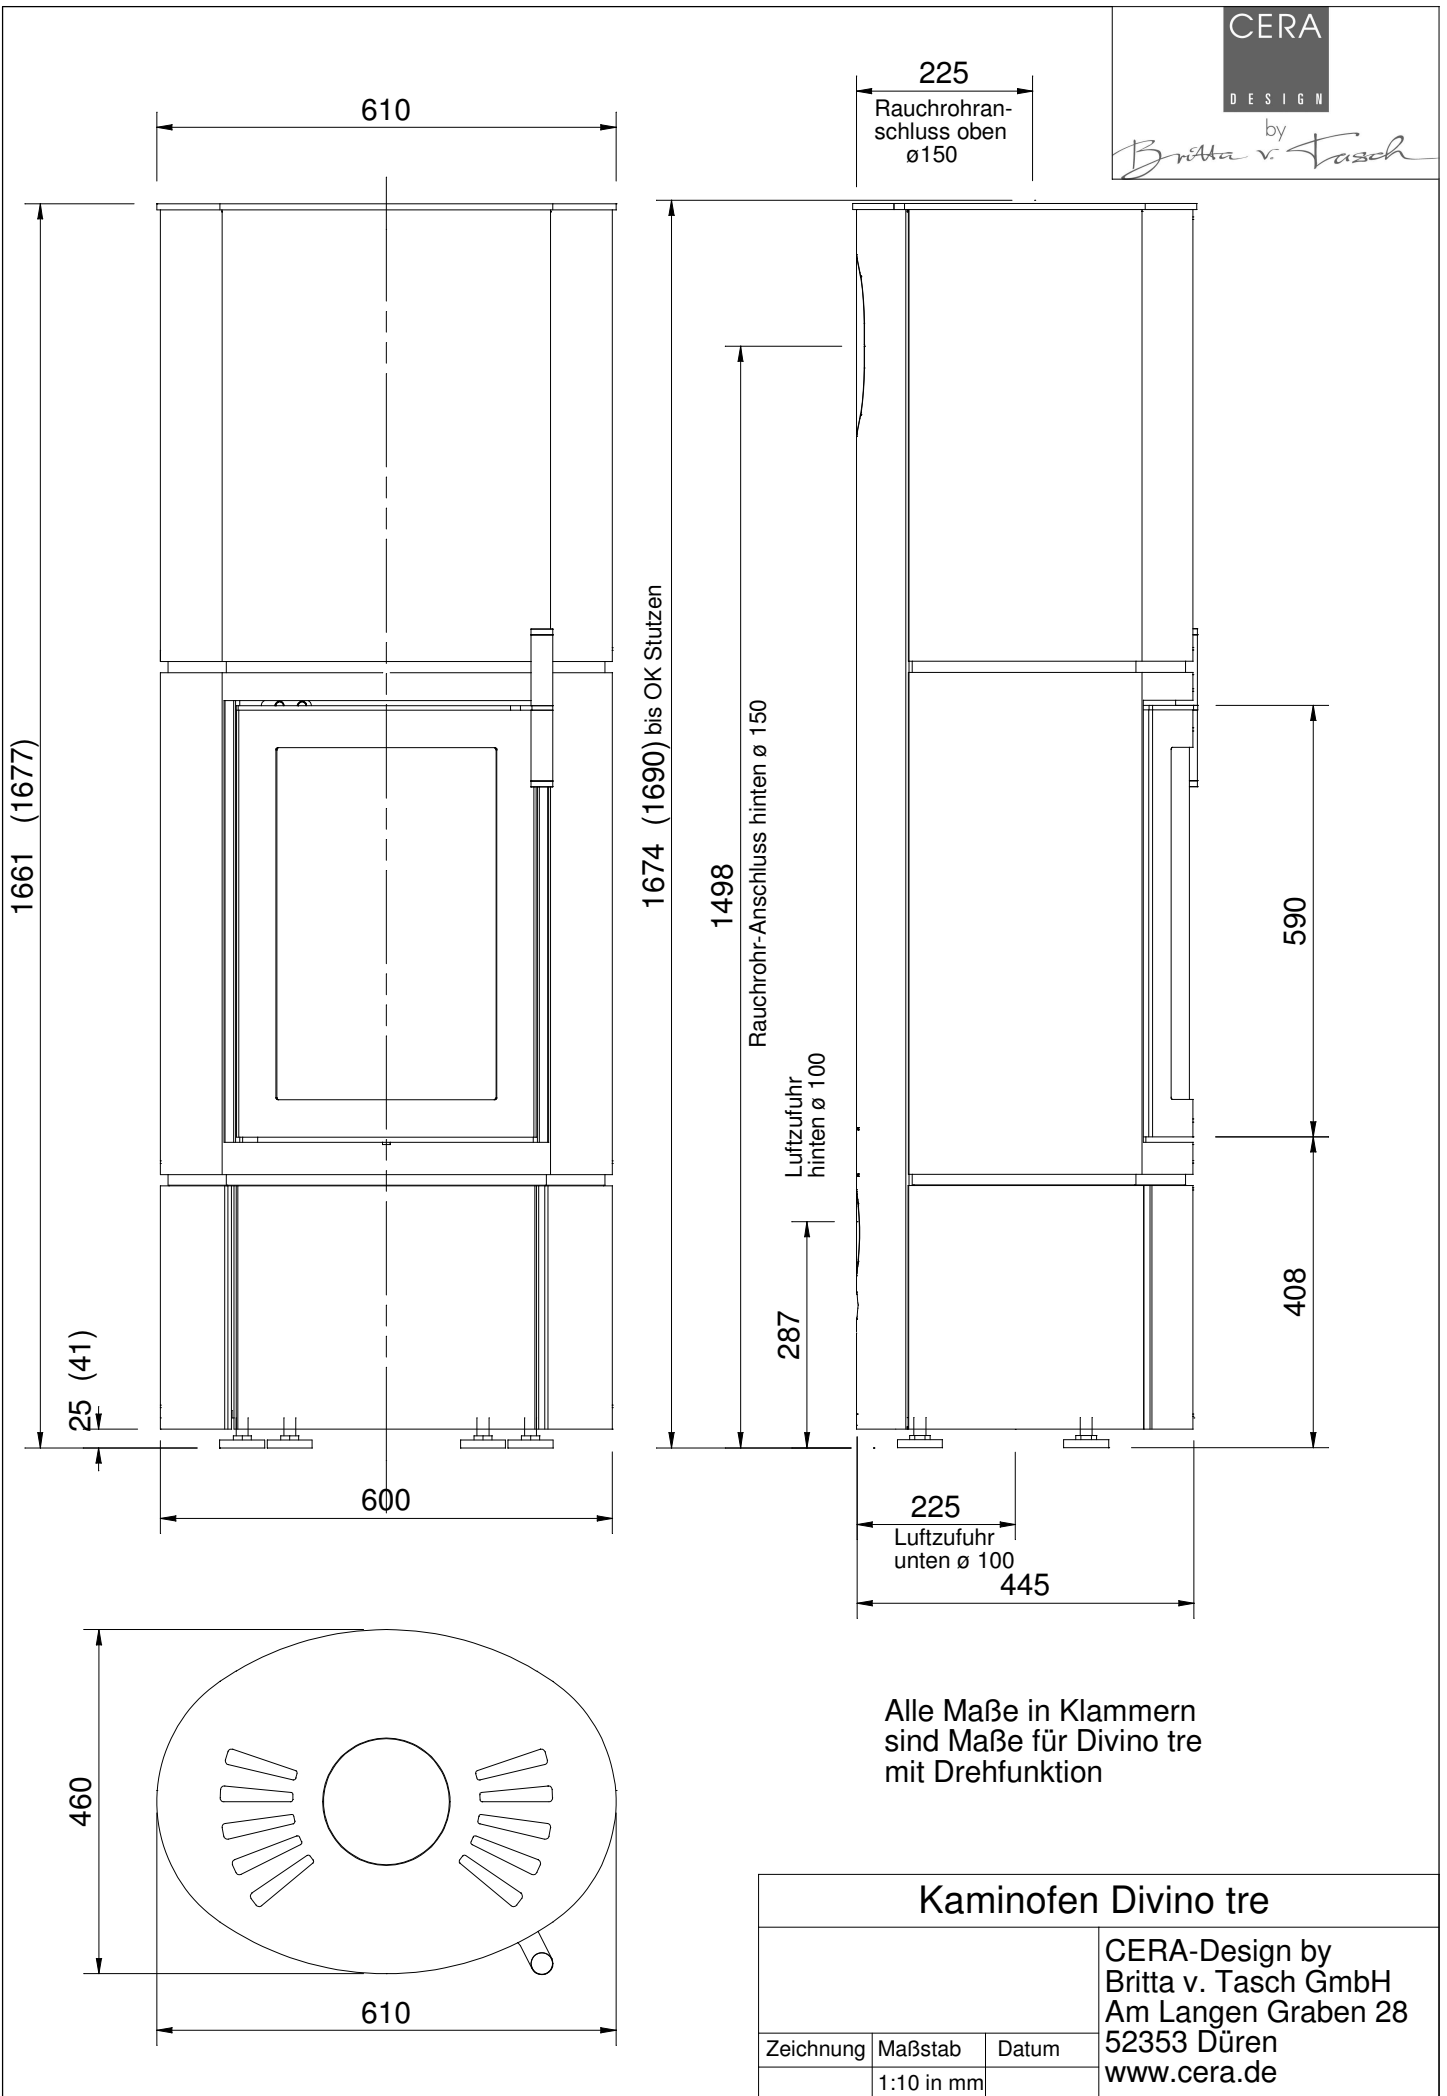 CERA
DESIGN
by
Britta v. Tasch
610
225
Rauchrohran-
schluss oben
ø150
1661 (1677)
1674 (1690) bis OK Stutzen
1498
Rauchrohr-Anschluss hinten ø 150
Luftzufuhr
hinten ø 100
287
590
408
25 (41)
600
225
Luftzufuhr
unten ø 100
445
460
610
Alle Maße in Klammern
sind Maße für Divino tre
mit Drehfunktion
Kaminofen Divino tre
CERA-Design by
Britta v. Tasch GmbH
Am Langen Graben 28
52353 Düren
www.cera.de
Zeichnung Maßstab Datum
1:10 in mm